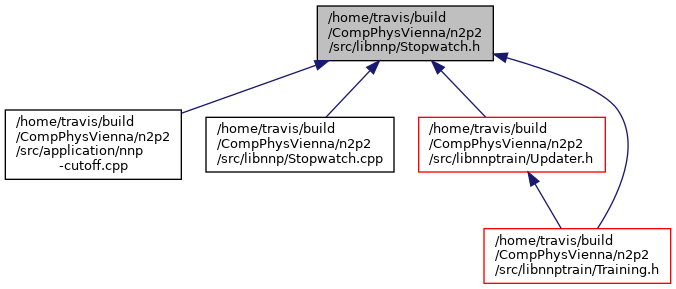 /home/travis/build
/CompPhysVienna/n2p2
/src/libnnp/Stopwatch.h
/home/travis/build
/CompPhysVienna/n2p2
/src/application/nnp
-cutoff.cpp
/home/travis/build
/CompPhysVienna/n2p2
/src/libnnp/Stopwatch.cpp
/home/travis/build
/CompPhysVienna/n2p2
/src/libnnptrain/Updater.h
/home/travis/build
/CompPhysVienna/n2p2
/src/libnnptrain/Training.h